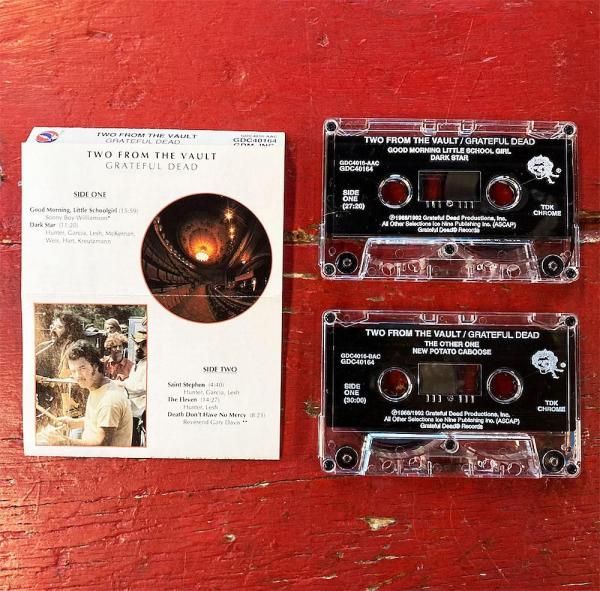 TWO FROM THE VAULT
GRATEFUL DEAD
GDC40164
TWO FROM THE VAULT
GRATEFUL DEAD
SIDE ONE
Good Morning, Little Schoolgirl (15:59)
Sonny Boy Williamson*
Dark Star (11:20)
Hunter, Garcia, Lesh, McKernan,
Weir, Hart, Kreutzmann
SIDE TWO
Saint Stephen (4:40)
Hunter, Garcia, Lesh
The Eleven (14:27)
Hunter, Lesh
Death Don't Have No Mercy (8:23)
Reverend Gary Davis **
TWO FROM THE VAULT / GRATEFUL DEAD
GOOD MORNING LITTLE SCHOOL GIRL
DARK STAR
GDC4016-AAC
GDC40164
SIDE
ONE
(27:20)
TDK
CHROME
℗1968/1992 Grateful Dead Productions, Inc.
All Other Selections Ice Nine Publishing Inc. (ASCAP)
Grateful Dead® Records
TWO FROM THE VAULT / GRATEFUL DEAD
THE OTHER ONE
NEW POTATO CABOOSE
GDC4016-BAC
GDC40164
SIDE
ONE
(30:00)
TDK
CHROME
℗1968/1992 Grateful Dead Productions, Inc.
All Other Selections Ice Nine Publishing Inc. (ASCAP)
Grateful Dead® Records